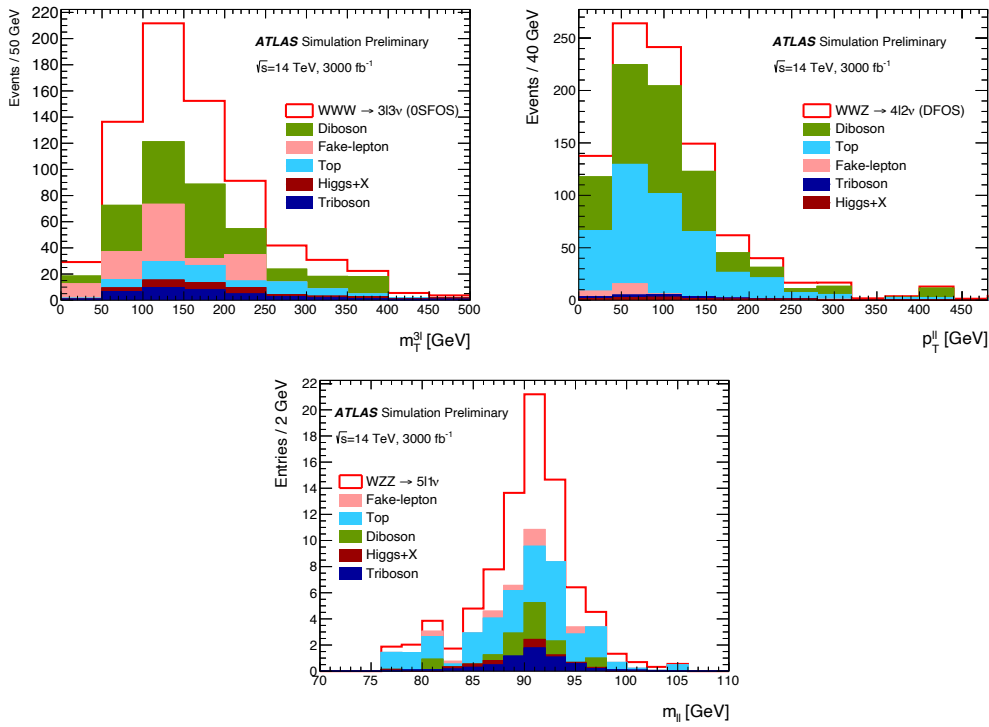 Events / 50 GeV
220
200
180
160
140
120
100
80
60
40
20
0
ATLAS Simulation Preliminary
√s=14 TeV, 3000 fb⁻¹
WWW → 3l3ν (0SFOS)
Diboson
Fake-lepton
Top
Higgs+X
Triboson
0 50 100 150 200 250 300 350 400 450 500
m_T^3l [GeV]
Events / 40 GeV
250
200
150
100
50
0
ATLAS Simulation Preliminary
√s=14 TeV, 3000 fb⁻¹
WWZ → 4l2ν (DFOS)
Diboson
Top
Fake-lepton
Triboson
Higgs+X
0 50 100 150 200 250 300 350 400 450
p_T^ll [GeV]
Entries / 2 GeV
22
20
18
16
14
12
10
8
6
4
2
0
ATLAS Simulation Preliminary
√s=14 TeV, 3000 fb⁻¹
WZZ → 5l1ν
Fake-lepton
Top
Diboson
Higgs+X
Triboson
70 75 80 85 90 95 100 105 110
m_ll [GeV]